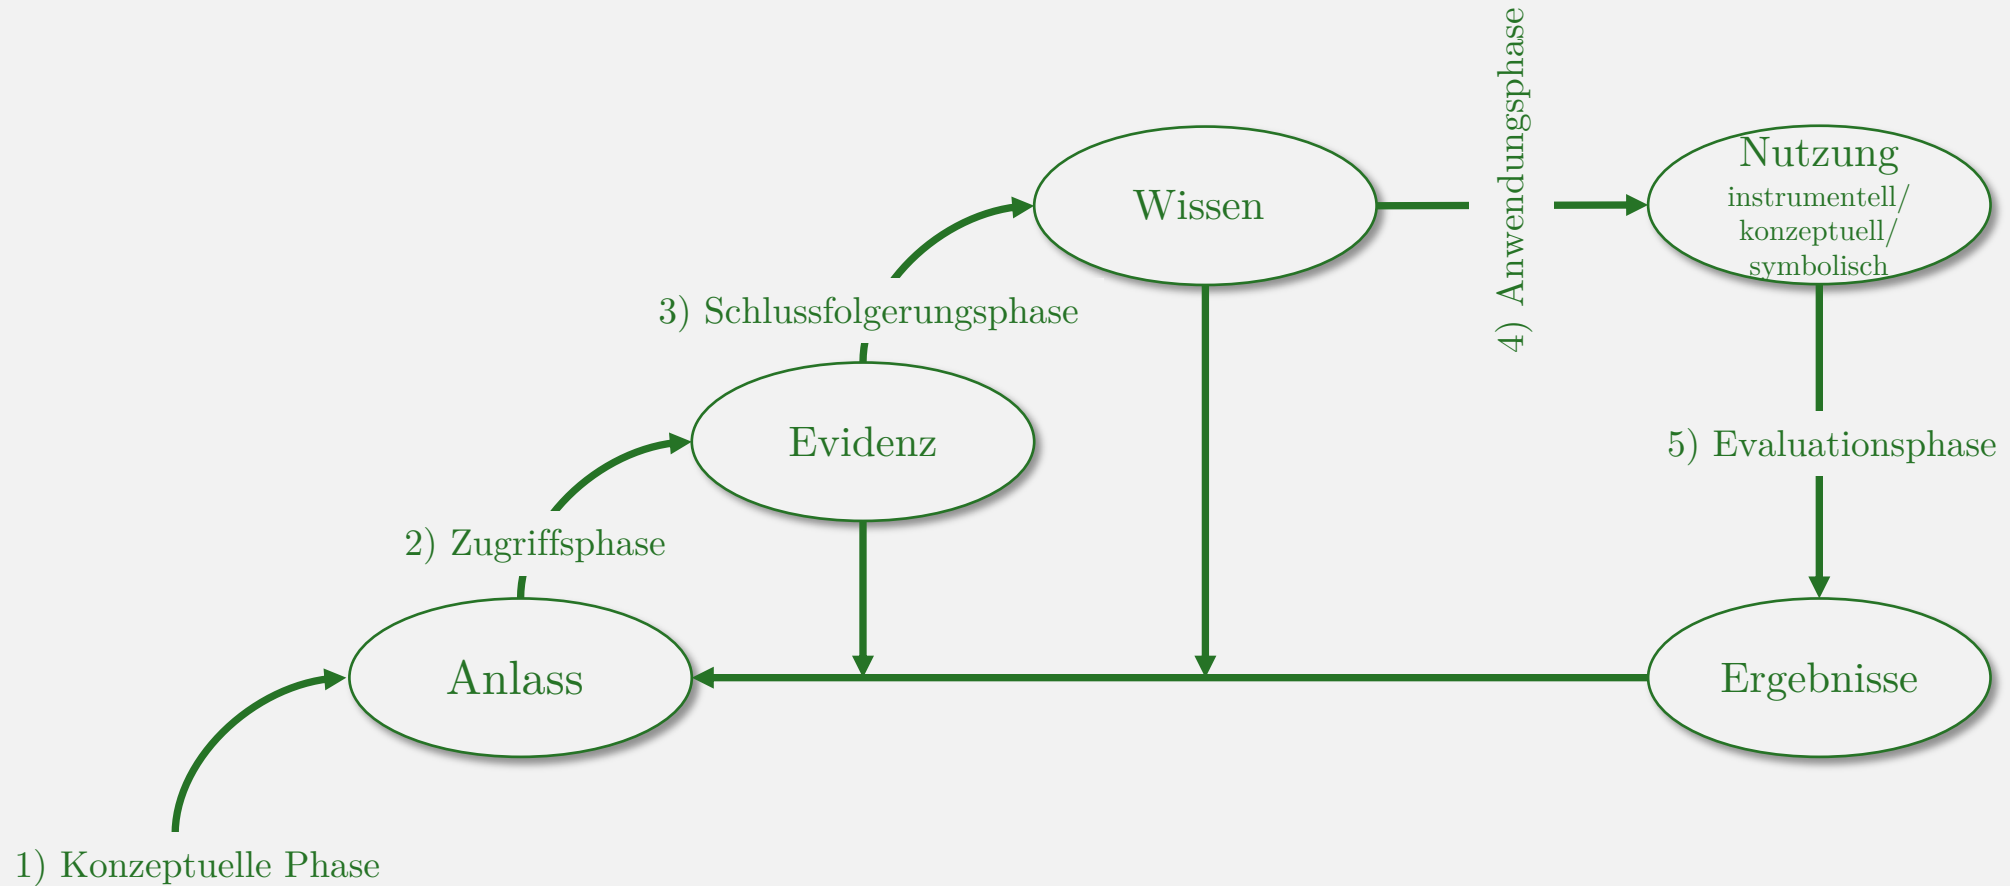 4) Anwendungsphase
Wissen
Nutzung
instrumentell/
konzeptuell/
symbolisch
3) Schlussfolgerungsphase
Evidenz
5) Evaluationsphase
2) Zugriffsphase
Anlass
Ergebnisse
1) Konzeptuelle Phase